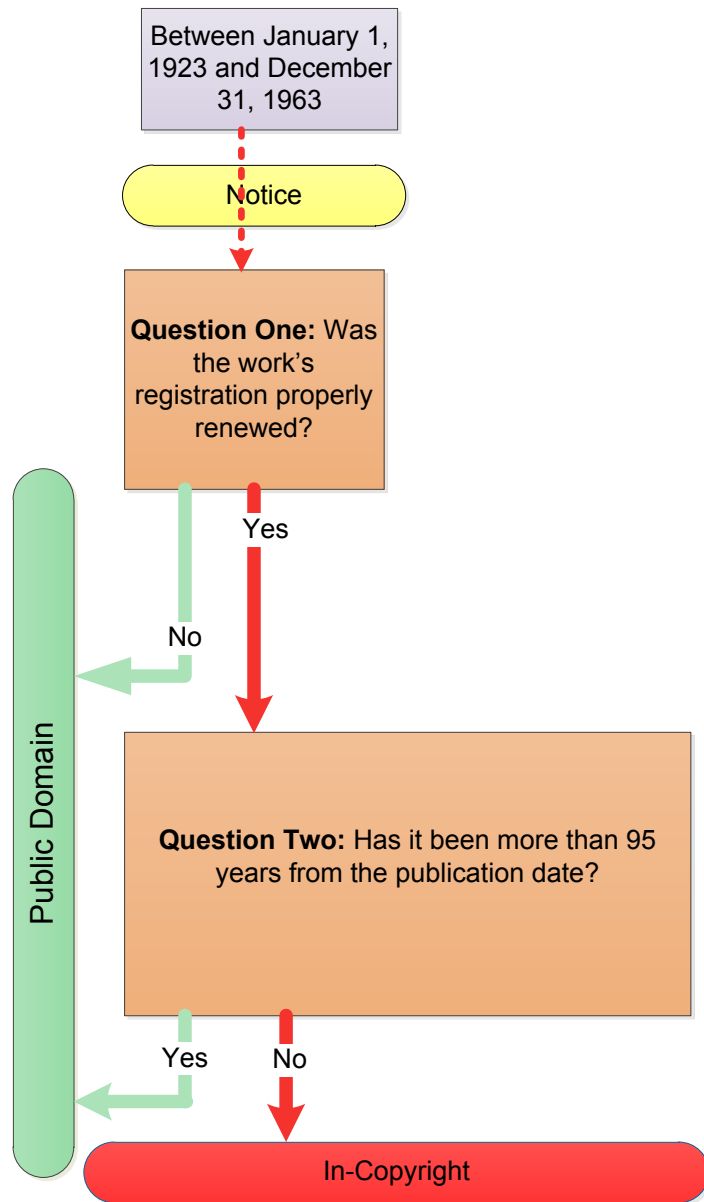 Between January 1,
1923 and December
31, 1963
Notice
Question One: Was
the work’s
registration properly
renewed?
Yes
No
Public Domain
Question Two: Has it been more than 95
years from the publication date?
Yes
No
In-Copyright